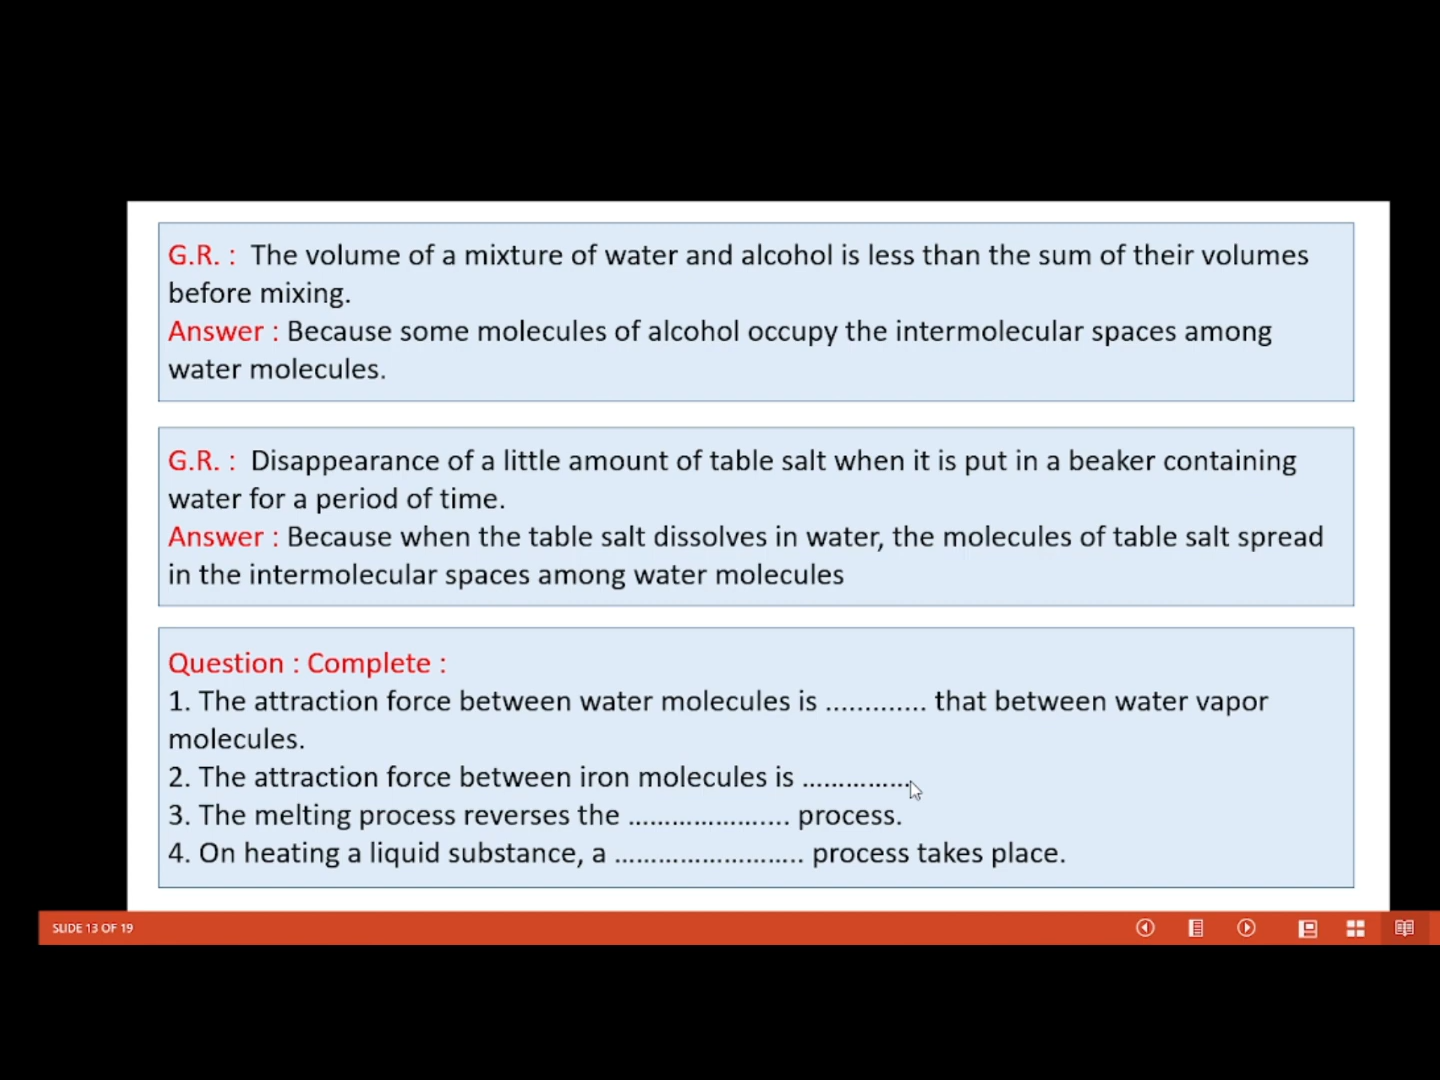 G.R. : The volume of a mixture of water and alcohol is less than the sum of their volumes
before mixing.
Answer : Because some molecules of alcohol occupy the intermolecular spaces among
water molecules.
G.R. : Disappearance of a little amount of table salt when it is put in a beaker containing
water for a period of time.
Answer : Because when the table salt dissolves in water, the molecules of table salt spread
in the intermolecular spaces among water molecules
Question : Complete :
1. The attraction force between water molecules is ............. that between water vapor
molecules.
2. The attraction force between iron molecules is ...............
3. The melting process reverses the ...................... process.
4. On heating a liquid substance, a .......................... process takes place.
SLIDE 13 OF 19